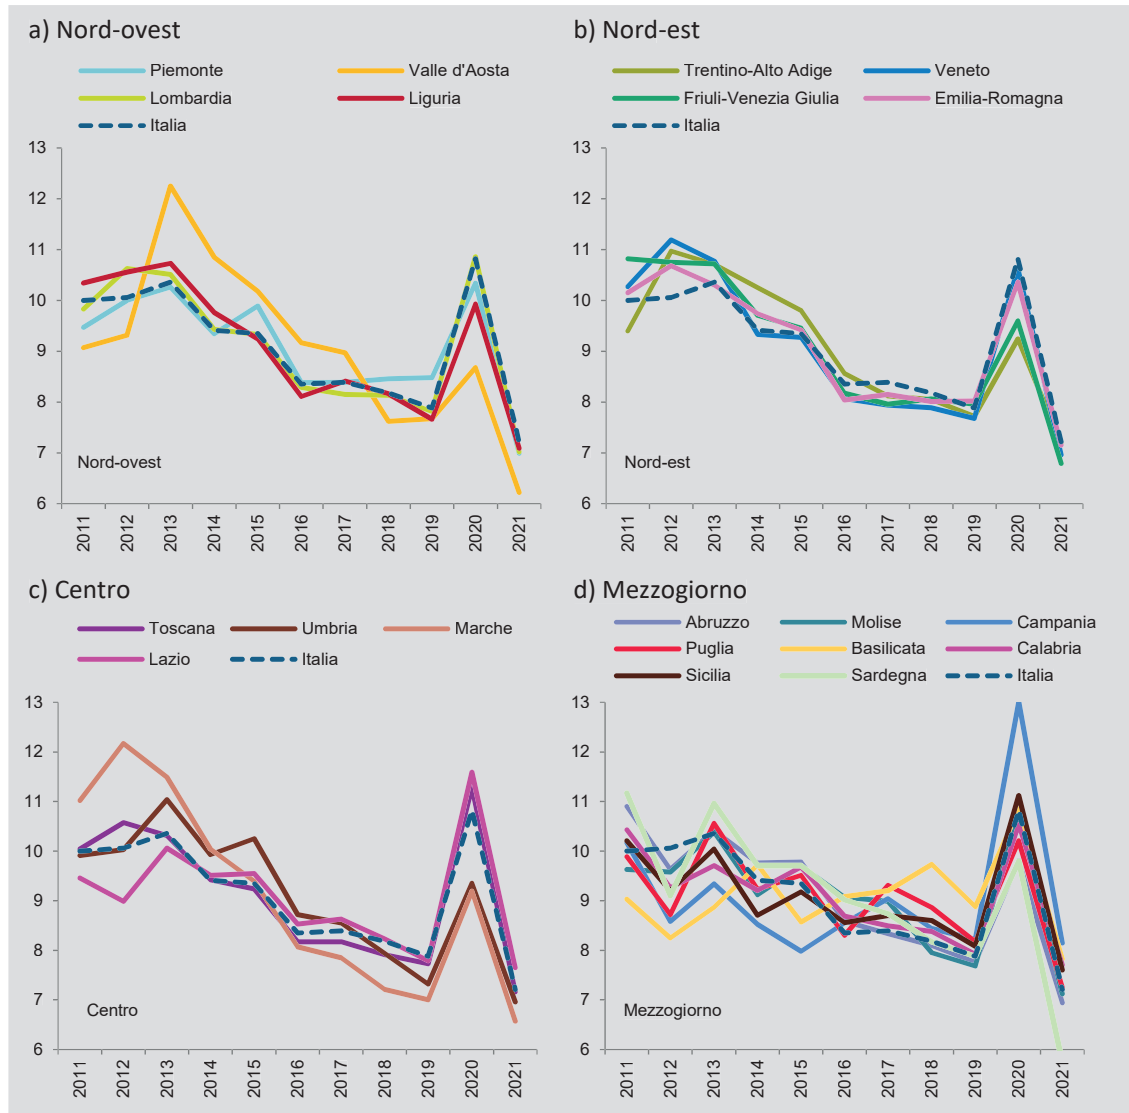 a) Nord-ovest
Piemonte Valle d'Aosta
Lombardia Liguria
Italia
13
12
11
10
9
8
7
6
Nord-ovest
2011 2012 2013 2014 2015 2016 2017 2018 2019 2020 2021
b) Nord-est
Trentino-Alto Adige Veneto
Friuli-Venezia Giulia Emilia-Romagna
Italia
13
12
11
10
9
8
7
6
Nord-est
2011 2012 2013 2014 2015 2016 2017 2018 2019 2020 2021
c) Centro
Toscana Umbria Marche
Lazio Italia
13
12
11
10
9
8
7
6
Centro
2011 2012 2013 2014 2015 2016 2017 2018 2019 2020 2021
d) Mezzogiorno
Abruzzo Molise Campania
Puglia Basilicata Calabria
Sicilia Sardegna Italia
13
12
11
10
9
8
7
6
Mezzogiorno
2011 2012 2013 2014 2015 2016 2017 2018 2019 2020 2021